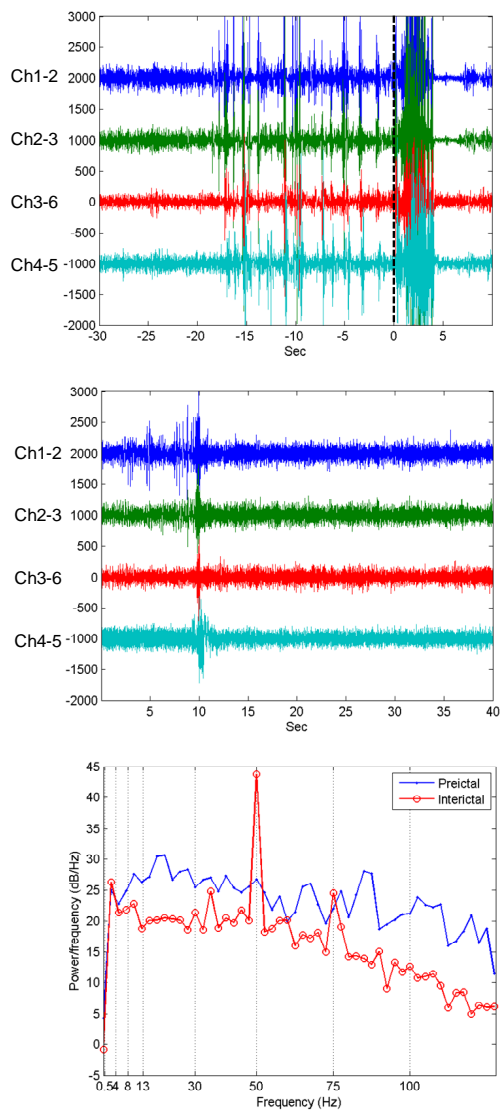 3000
2500
Ch1-2
2000
1500
Ch2-3
1000
500
Ch3-6
0
-500
Ch4-5
-1000
-1500
-2000
-30 -25 -20 -15 -10 -5 0 5
Sec
3000
2500
Ch1-2
2000
1500
Ch2-3
1000
500
Ch3-6
0
-500
Ch4-5
-1000
-1500
-2000
5 10 15 20 25 30 35 40
Sec
45
Preictal
40
Interictal
35
30
25
20
15
10
5
0
-5
Power/frequency (dB/Hz)
0.5 4 8 13 30 50 75 100
Frequency (Hz)